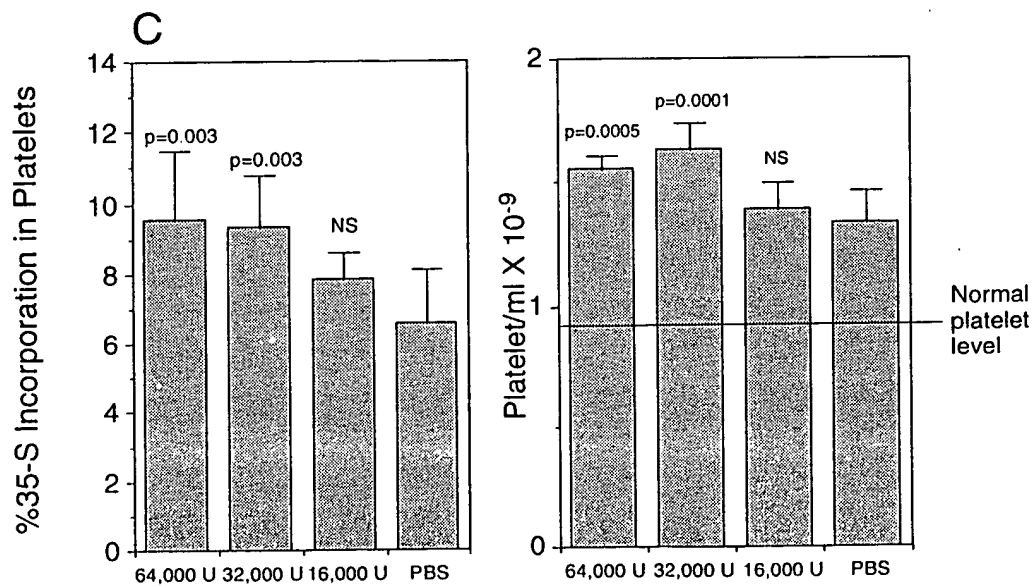 C
%35-S Incorporation in Platelets
14
12
10
8
6
4
2
0
p=0.003
p=0.003
NS
64,000 U 32,000 U 16,000 U PBS
Platelet/ml X 10-9
2
1
0
p=0.0005
p=0.0001
NS
64,000 U 32,000 U 16,000 U PBS
Normal
platelet
level